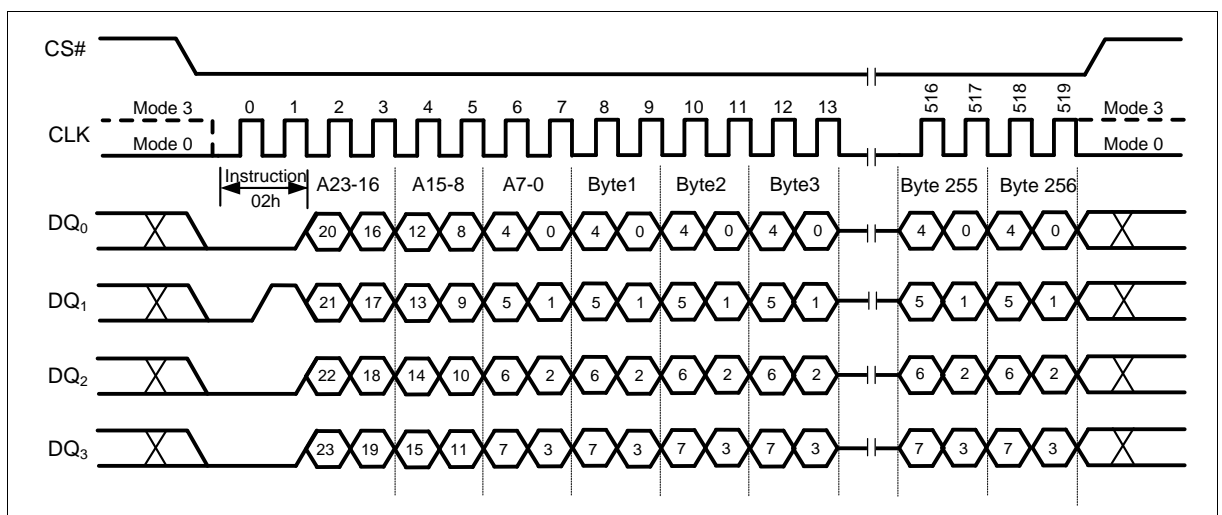 CS#
516 517 518 519
Mode 3 0 1 2 3 4 5 6 7 8 9 10 11 12 13 Mode 3
CLK
Mode 0 Mode 0
Instruction A23-16 A15-8 A7-0 Byte1 Byte2 Byte3 Byte 255 Byte 256
02h
DQ0 20 16 12 8 4 0 4 0 4 0 4 0 4 0 4 0
DQ1 21 17 13 9 5 1 5 1 5 1 5 1 5 1 5 1
DQ2 22 18 14 10 6 2 6 2 6 2 6 2 6 2 6 2
DQ3 23 19 15 11 7 3 7 3 7 3 7 3 7 3 7 3